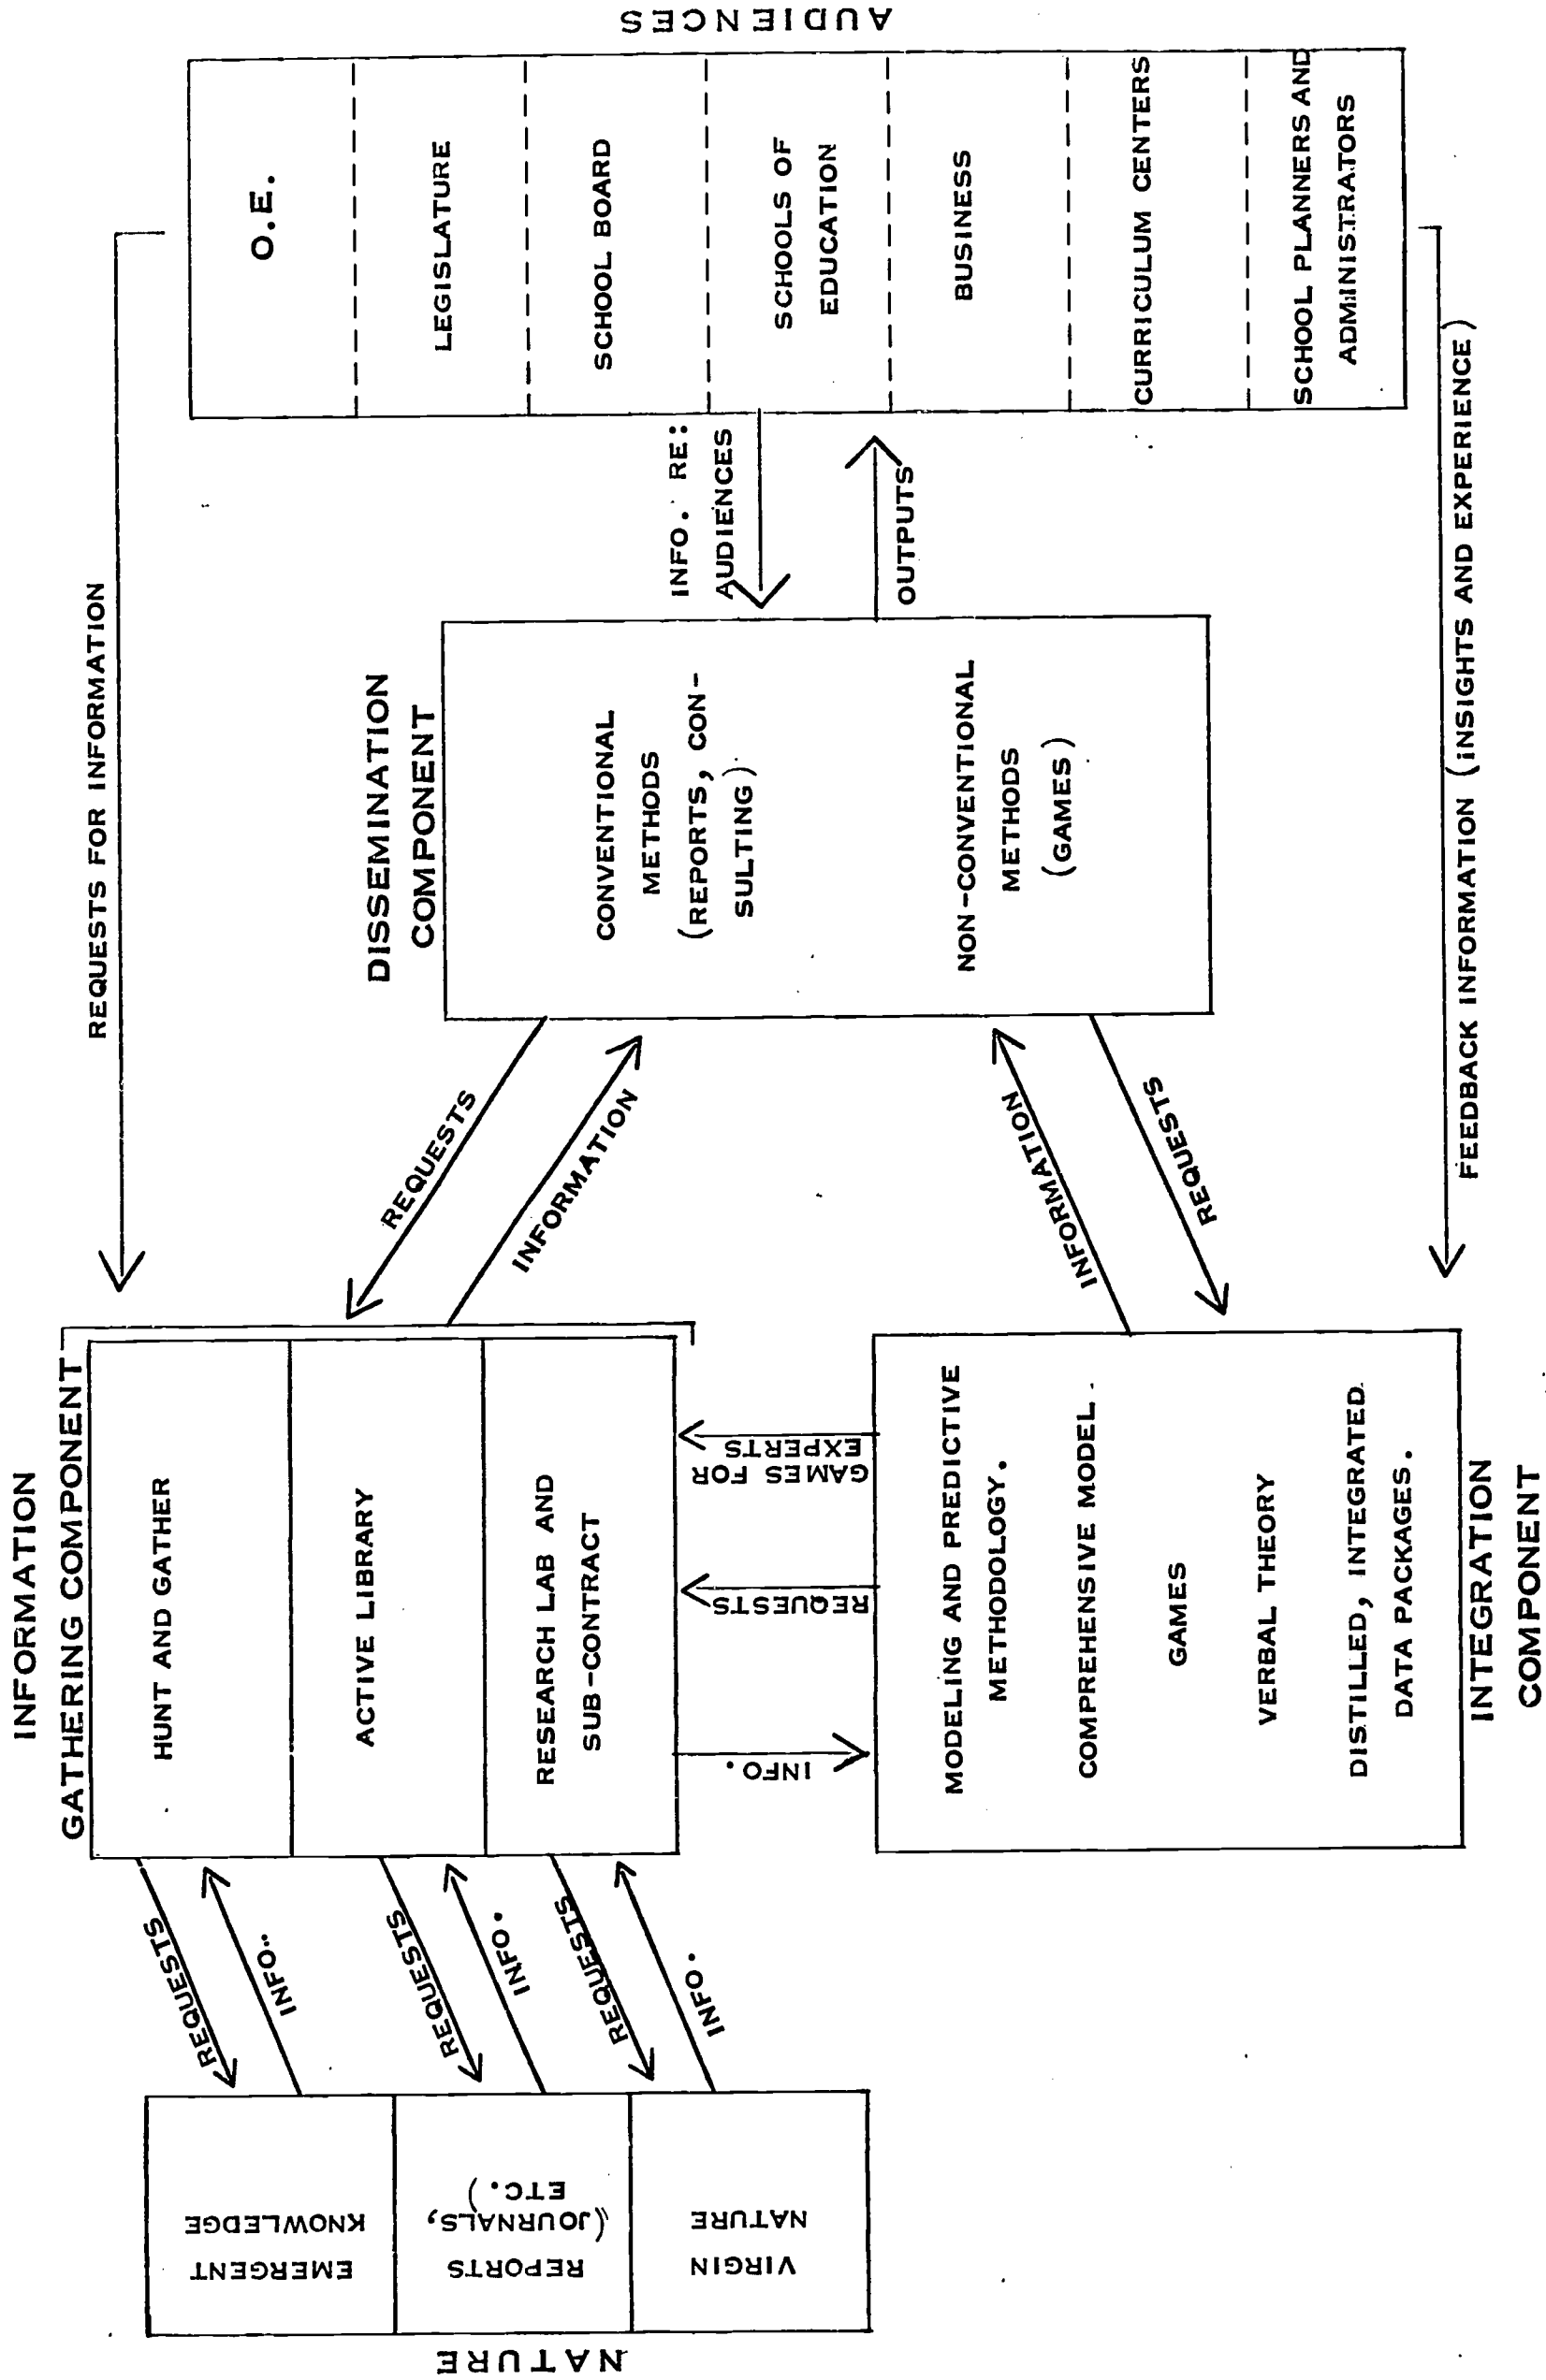 NATURE
EMERGENT
KNOWLEDGE
REPORTS
(JOURNALS,
ETC.)
VIRGIN
NATURE
REQUESTS
INFO.
REQUESTS
INFO.
REQUESTS
INFO.
INFORMATION
GATHERING COMPONENT
HUNT AND GATHER
ACTIVE LIBRARY
RESEARCH LAB AND
SUB-CONTRACT
INFO.
REQUESTS
GAMES FOR
EXPERTS
MODELING AND PREDICTIVE
METHODOLOGY.
COMPREHENSIVE MODEL.
GAMES
VERBAL THEORY
DISTILLED, INTEGRATED
DATA PACKAGES.
INTEGRATION
COMPONENT
REQUESTS
INFORMATION
INFORMATION
REQUESTS
REQUESTS FOR INFORMATION
DISSEMINATION
COMPONENT
CONVENTIONAL
METHODS
(REPORTS, CON-
SULTING)
NON-CONVENTIONAL
METHODS
(GAMES)
INFO. RE:
AUDIENCES
OUTPUTS
FEEDBACK INFORMATION (INSIGHTS AND EXPERIENCE)
O.E.
LEGISLATURE
SCHOOL BOARD
SCHOOLS OF
EDUCATION
BUSINESS
CURRICULUM CENTERS
SCHOOL PLANNERS AND
ADMINISTRATORS
AUDIENCES